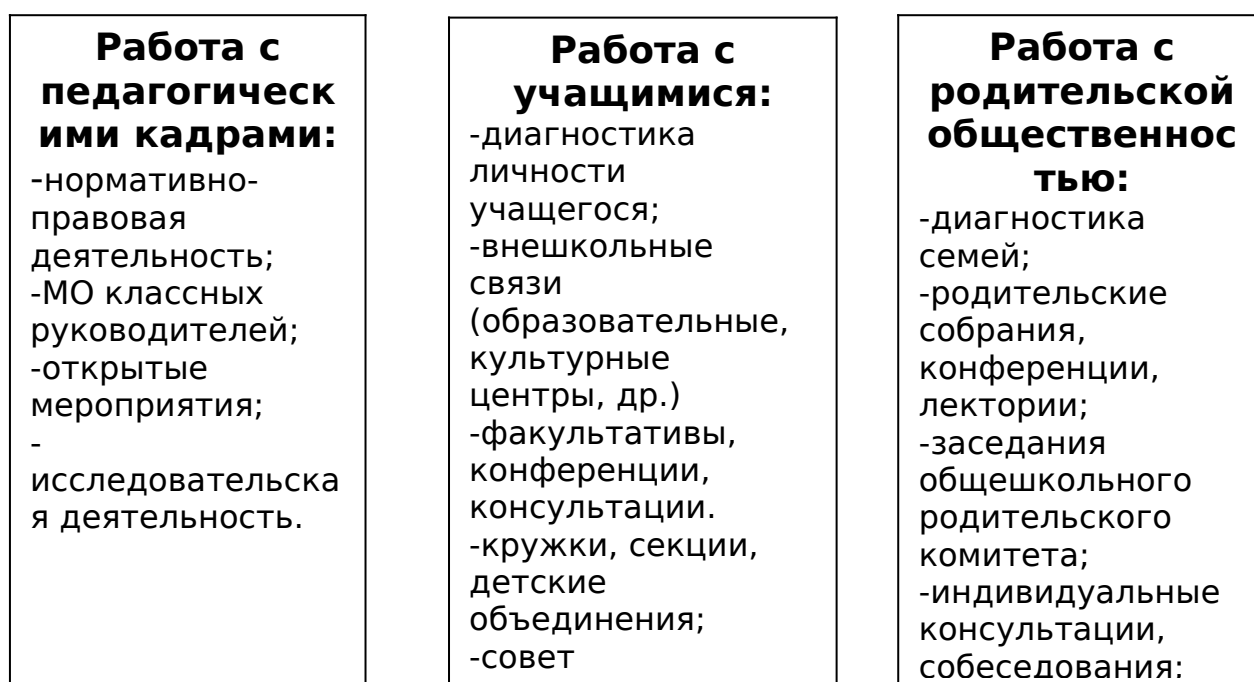 Работа с
педагогическ
ими кадрами:
-нормативно-
правовая
деятельность;
-МО классных
руководителей;
-открытые
мероприятия;
-
исследовательска
я деятельность.
Работа с
учащимися:
-диагностика
личности
учащегося;
-внешкольные
связи
(образовательные,
культурные
центры, др.)
-факультативы,
конференции,
консультации.
-кружки, секции,
детские
объединения;
-совет
Работа с
родительской
общественнос
тью:
-диагностика
семей;
-родительские
собрания,
конференции,
лектории;
-заседания
общешкольного
родительского
комитета;
-индивидуальные
консультации,
собеседования;